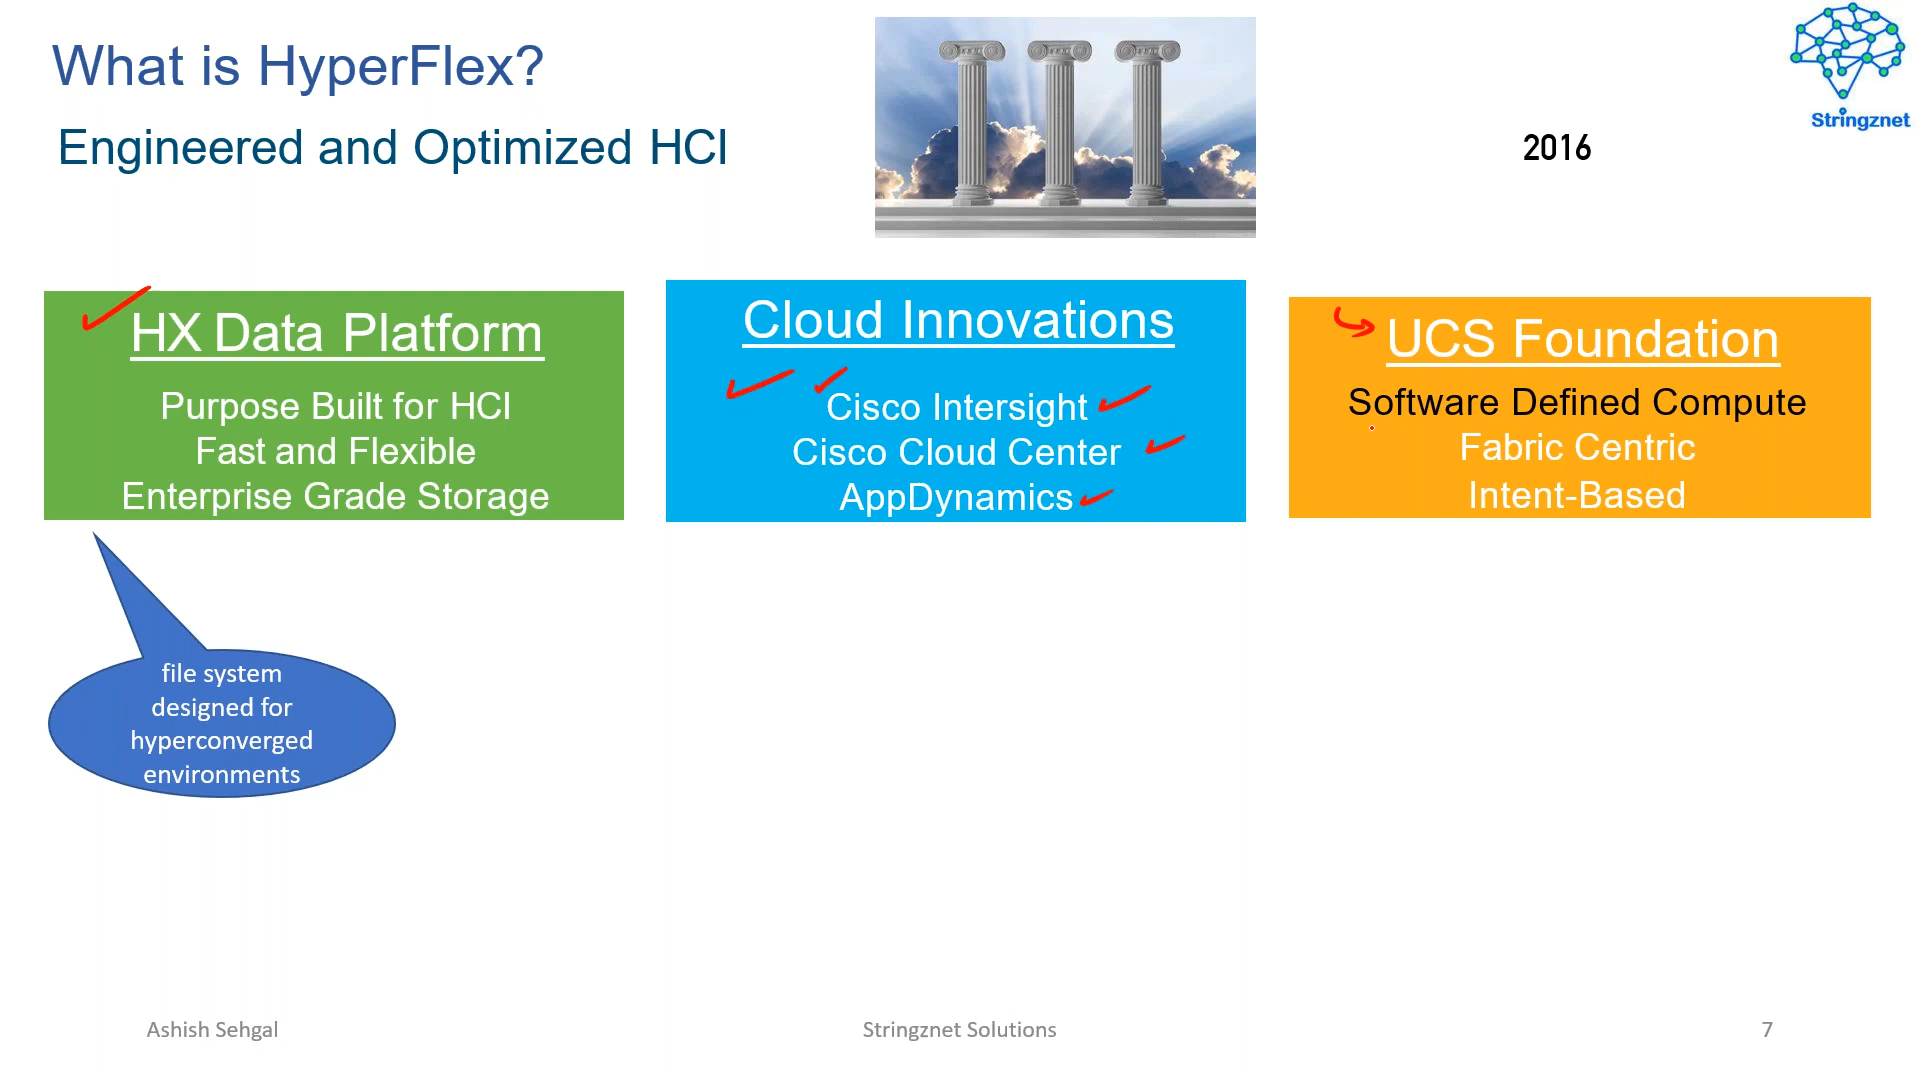 What is HyperFlex?
Engineered and Optimized HCI
2016
Stringznet
HX Data Platform
Purpose Built for HCI
Fast and Flexible
Enterprise Grade Storage
Cloud Innovations
Cisco Intersight
Cisco Cloud Center
AppDynamics
UCS Foundation
Software Defined Compute
Fabric Centric
Intent-Based
file system
designed for
hyperconverged
environments
Ashish Sehgal
Stringznet Solutions
7